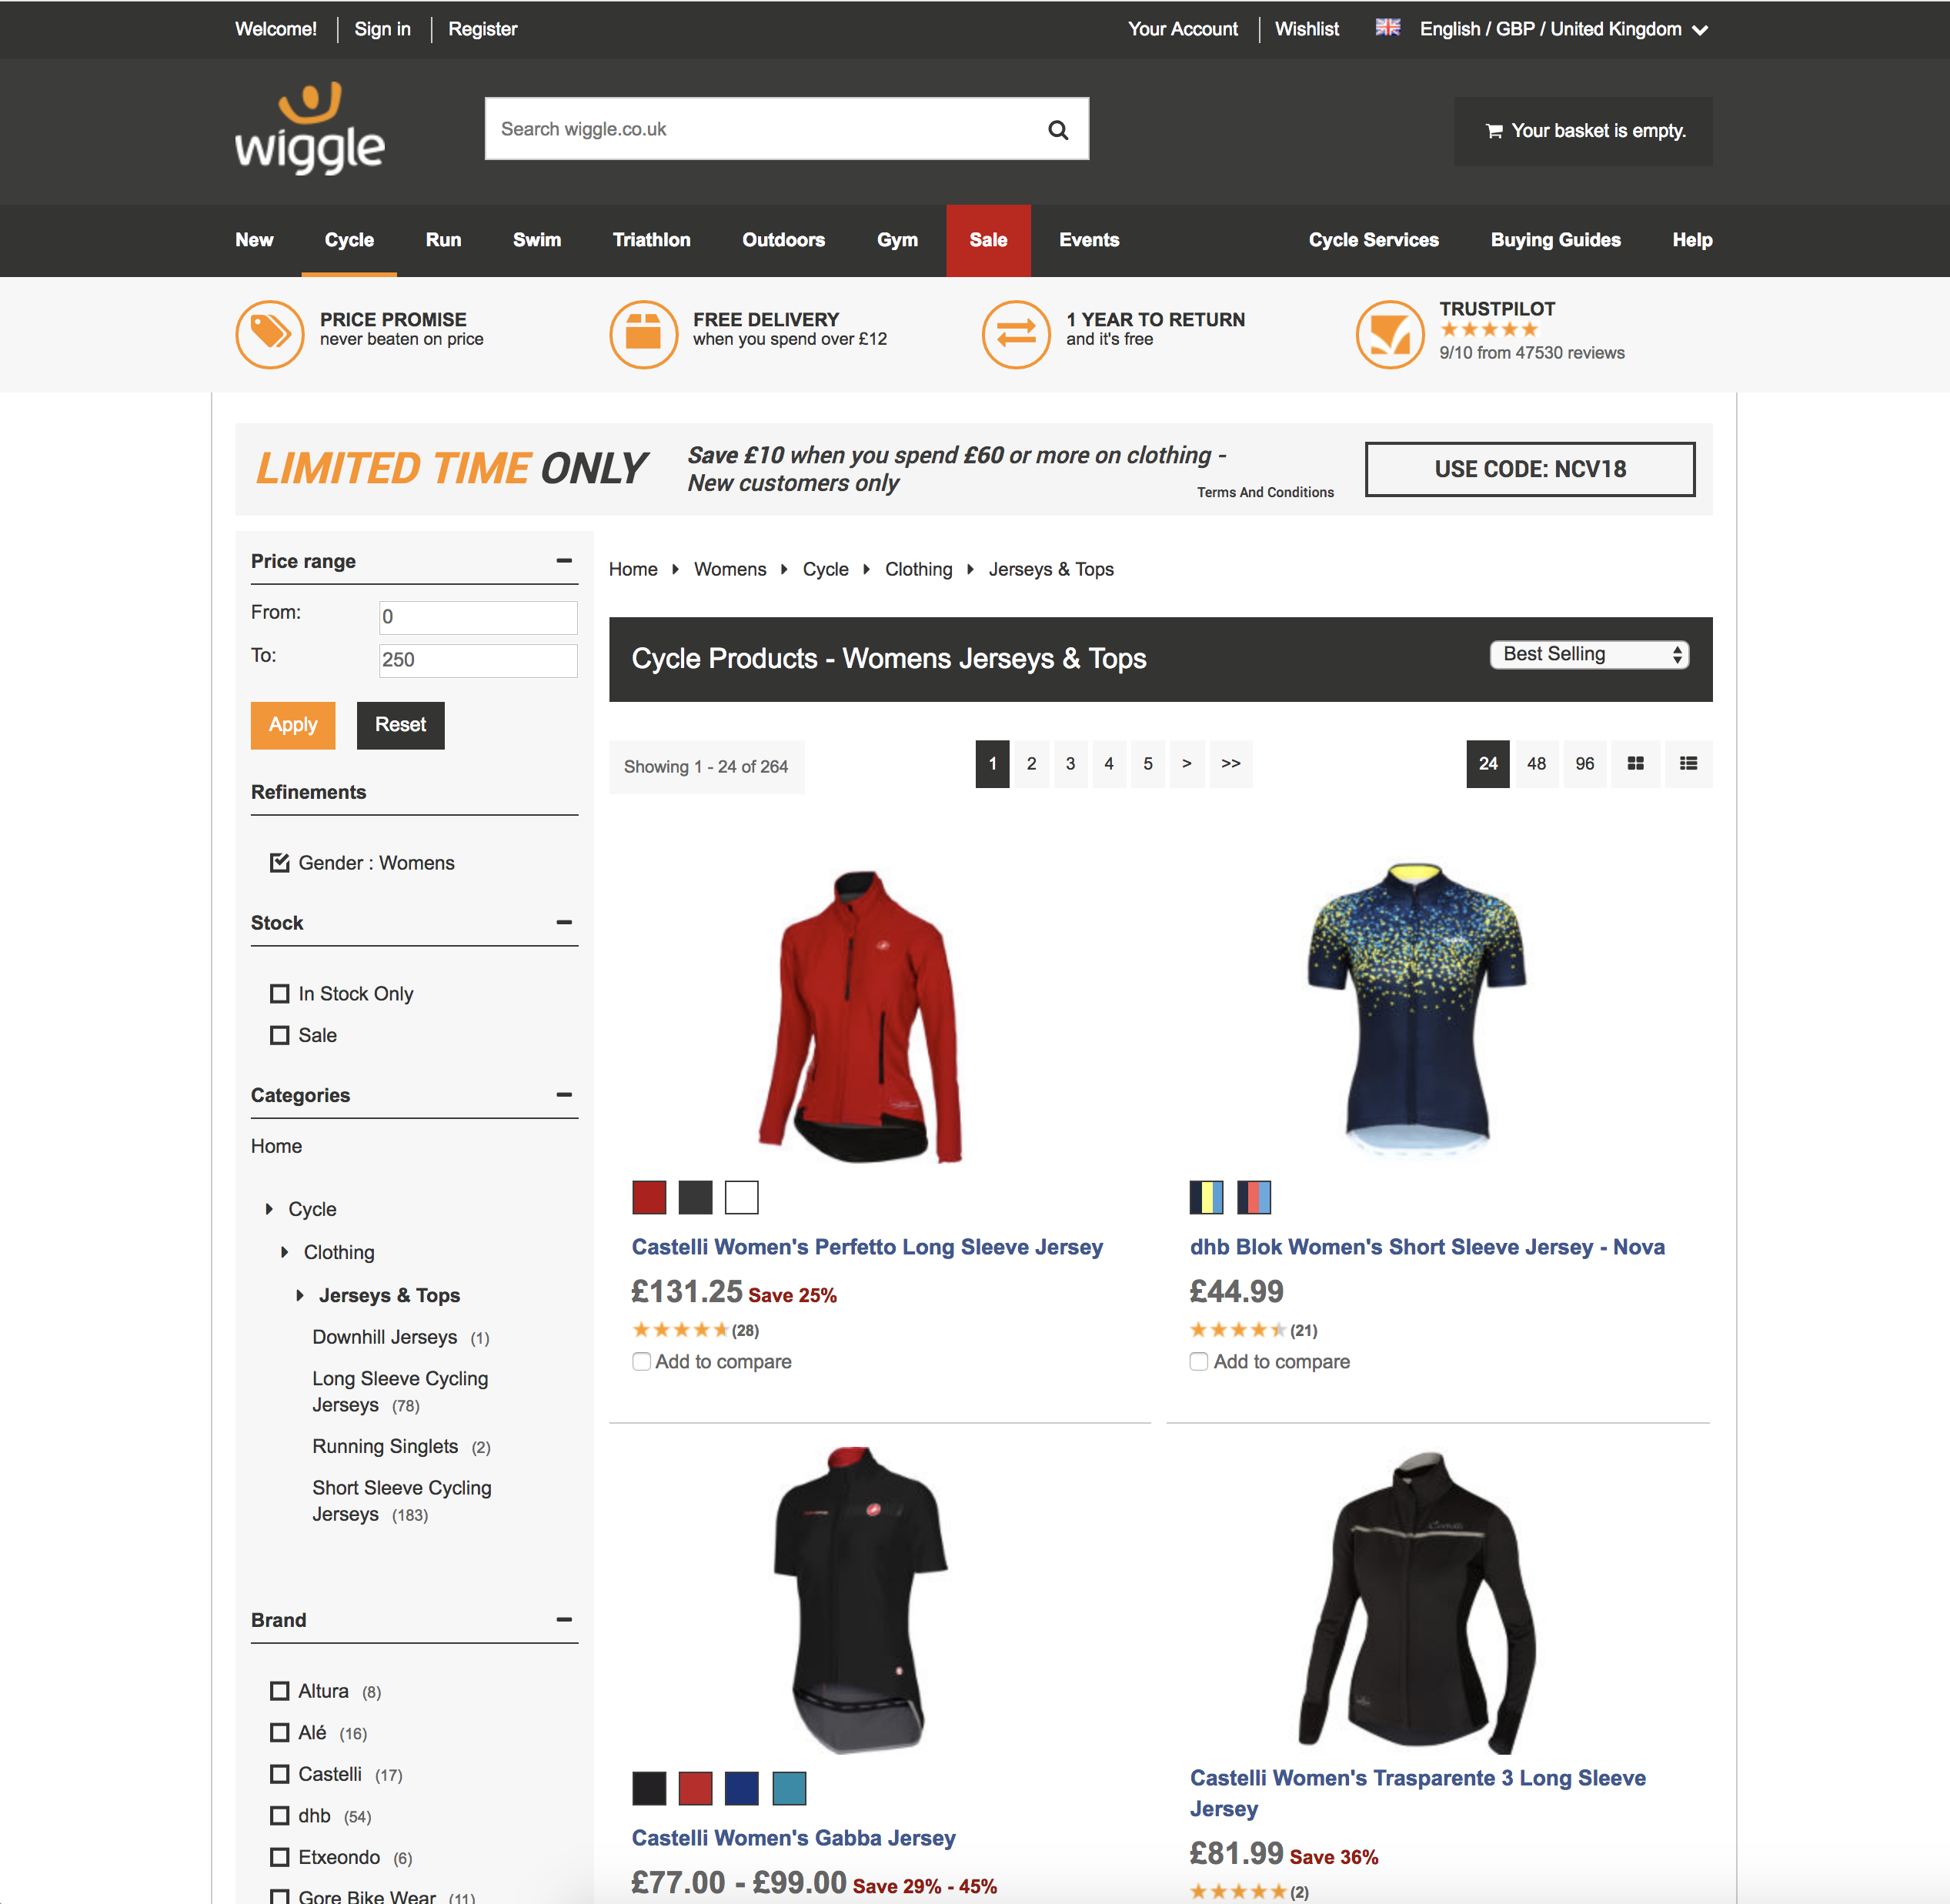 Welcome!
Sign in
Register
Your Account
Wishlist
English / GBP / United Kingdom
wiggle
Search wiggle.co.uk
Your basket is empty.
New
Cycle
Run
Swim
Triathlon
Outdoors
Gym
Sale
Events
Cycle Services
Buying Guides
Help
PRICE PROMISE
never beaten on price
FREE DELIVERY
when you spend over £12
1 YEAR TO RETURN
and it's free
TRUSTPILOT
9/10 from 47530 reviews
LIMITED TIME ONLY
Save £10 when you spend £60 or more on clothing -
New customers only
Terms And Conditions
USE CODE: NCV18
Price range
From:
0
To:
250
Apply
Reset
Refinements
Gender : Womens
Stock
In Stock Only
Sale
Categories
Home
Cycle
Clothing
Jerseys & Tops
Downhill Jerseys (1)
Long Sleeve Cycling
Jerseys (78)
Running Singlets (2)
Short Sleeve Cycling
Jerseys (183)
Brand
Altura (8)
Alé (16)
Castelli (17)
dhb (54)
Etxeondo (6)
Gore Bike Wear (11)
Home
Womens
Cycle
Clothing
Jerseys & Tops
Cycle Products - Womens Jerseys & Tops
Best Selling
Showing 1 - 24 of 264
1 2 3 4 5 > >>
24 48 96
Castelli Women's Perfetto Long Sleeve Jersey
£131.25 Save 25%
(28)
Add to compare
dhb Blok Women's Short Sleeve Jersey - Nova
£44.99
(21)
Add to compare
Castelli Women's Gabba Jersey
£77.00 - £99.00 Save 29% - 45%
Castelli Women's Trasparente 3 Long Sleeve
Jersey
£81.99 Save 36%
(2)